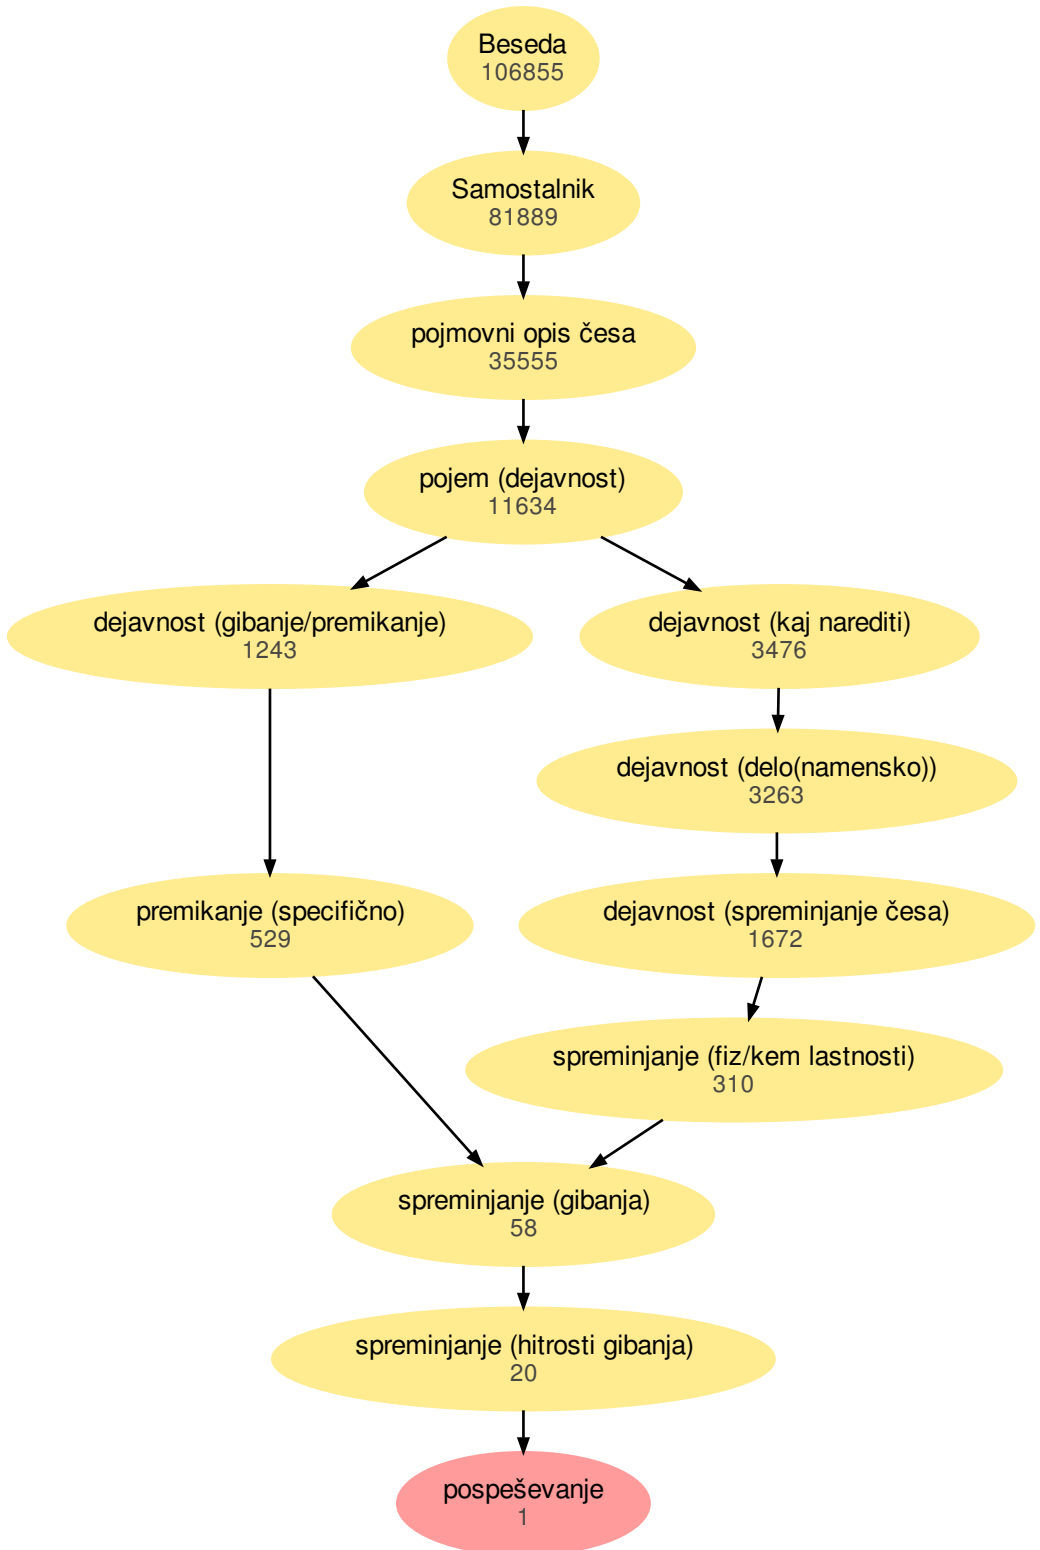 Beseda
106855
Samostalnik
81889
pojmovni opis česa
35555
pojem (dejavnost)
11634
dejavnost (gibanje/premikanje)
1243
dejavnost (kaj narediti)
3476
dejavnost (delo(namensko))
3263
premikanje (specifično)
529
dejavnost (spreminjanje česa)
1672
spreminjanje (fiz/kem lastnosti)
310
spreminjanje (gibanja)
58
spreminjanje (hitrosti gibanja)
20
pospeševanje
1